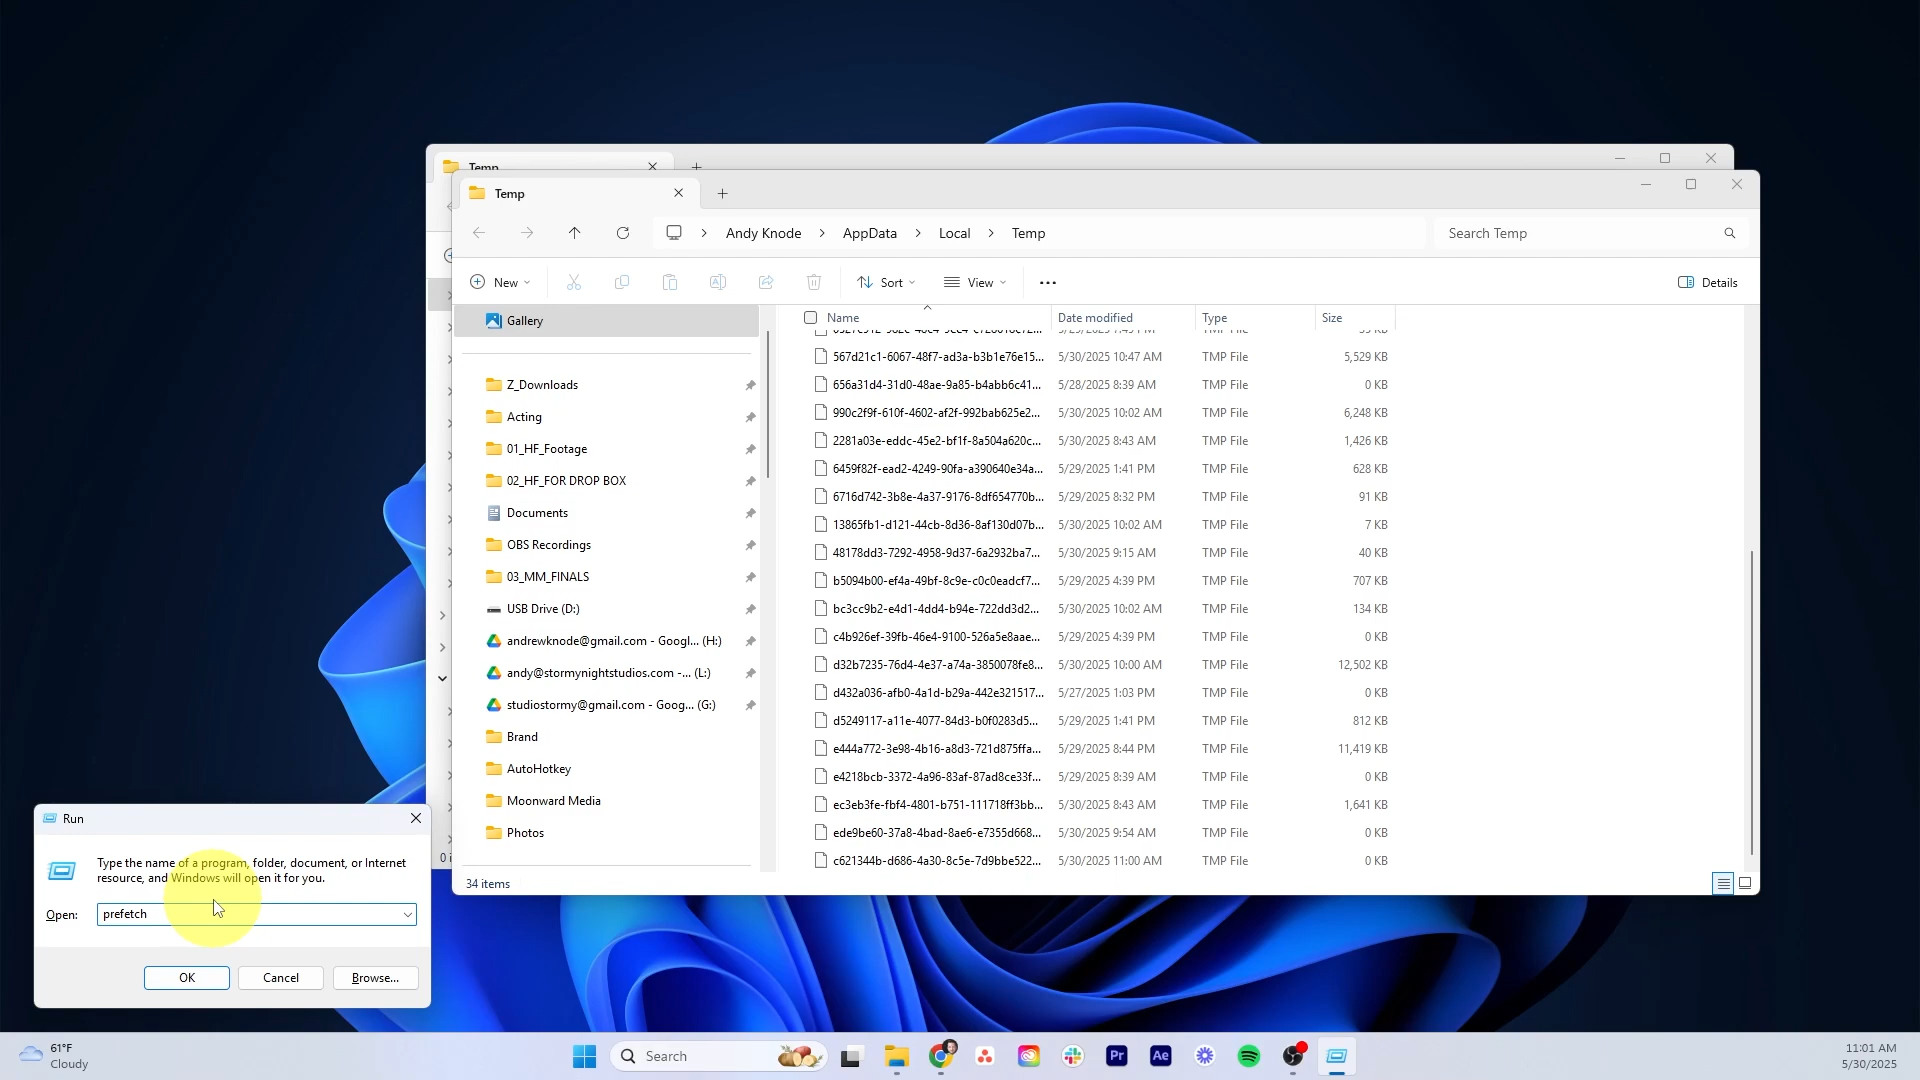 Temp
Temp
Andy Knode > AppData > Local > Temp
Search Temp
New
Sort
View
Details
Gallery
Z_Downloads
Acting
01_HF_Footage
02_HF_FOR DROP BOX
Documents
OBS Recordings
03_MM_FINALS
USB Drive (D:)
andrewknode@gmail.com - Googl... (H:)
andy@stormynightstudios.com -... (L:)
studiostormy@gmail.com - Goog... (G:)
Brand
AutoHotkey
Moonward Media
Photos
Name Date modified Type Size
567d21c1-6067-48f7-ad3a-b3b1e76e15... 5/30/2025 10:47 AM TMP File 5,529 KB
656a31d4-31d0-48ae-9a85-b4abb6c41... 5/28/2025 8:39 AM TMP File 0 KB
990c2f9f-610f-4602-af2f-992bab625e2... 5/30/2025 10:02 AM TMP File 6,248 KB
2281a03e-eddc-45e2-bf1f-8a504a620c... 5/30/2025 8:43 AM TMP File 1,426 KB
6459f82f-ead2-4249-90fa-a390640e34a... 5/29/2025 1:41 PM TMP File 628 KB
6716d742-3b8e-4a37-9176-8df654770b... 5/29/2025 8:32 PM TMP File 91 KB
13865fb1-d121-44cb-8d36-8af130d07b... 5/30/2025 10:02 AM TMP File 7 KB
48178dd3-7292-4958-9d37-6a2932ba7... 5/30/2025 9:15 AM TMP File 40 KB
b5094b00-ef4a-49bf-8c9e-c0c0eadcf7... 5/29/2025 4:39 PM TMP File 707 KB
bc3cc9b2-e4d1-4dd4-b94e-722dd3d2... 5/30/2025 10:02 AM TMP File 134 KB
c4b926ef-39fb-46e4-9100-526a5e8aae... 5/29/2025 4:39 PM TMP File 0 KB
d32b7235-76d4-4e37-a74a-3850078fe8... 5/30/2025 10:00 AM TMP File 12,502 KB
d432a036-afb0-4a1d-b29a-442e321517... 5/27/2025 1:03 PM TMP File 0 KB
d5249117-a11e-4077-84d3-b0f0283d5... 5/29/2025 1:41 PM TMP File 812 KB
e444a772-3e98-4b16-a8d3-721d875ffa... 5/29/2025 8:44 PM TMP File 11,419 KB
e4218bcb-3372-4a96-83af-87ad8ce33f... 5/29/2025 8:39 AM TMP File 0 KB
ec3eb3fe-fbf4-4801-b751-111718ff3bb... 5/30/2025 8:43 AM TMP File 1,641 KB
ede9be60-37a8-4bad-8ae6-e7355d668... 5/30/2025 9:54 AM TMP File 0 KB
c621344b-d686-4a30-8c5e-7d9bbe522... 5/30/2025 11:00 AM TMP File 0 KB
34 items
Run
Type the name of a program, folder, document, or Internet
resource, and Windows will open it for you.
Open: prefetch
OK Cancel Browse...
61°F
Cloudy
Search
Pr
Ae
11:01 AM
5/30/2025